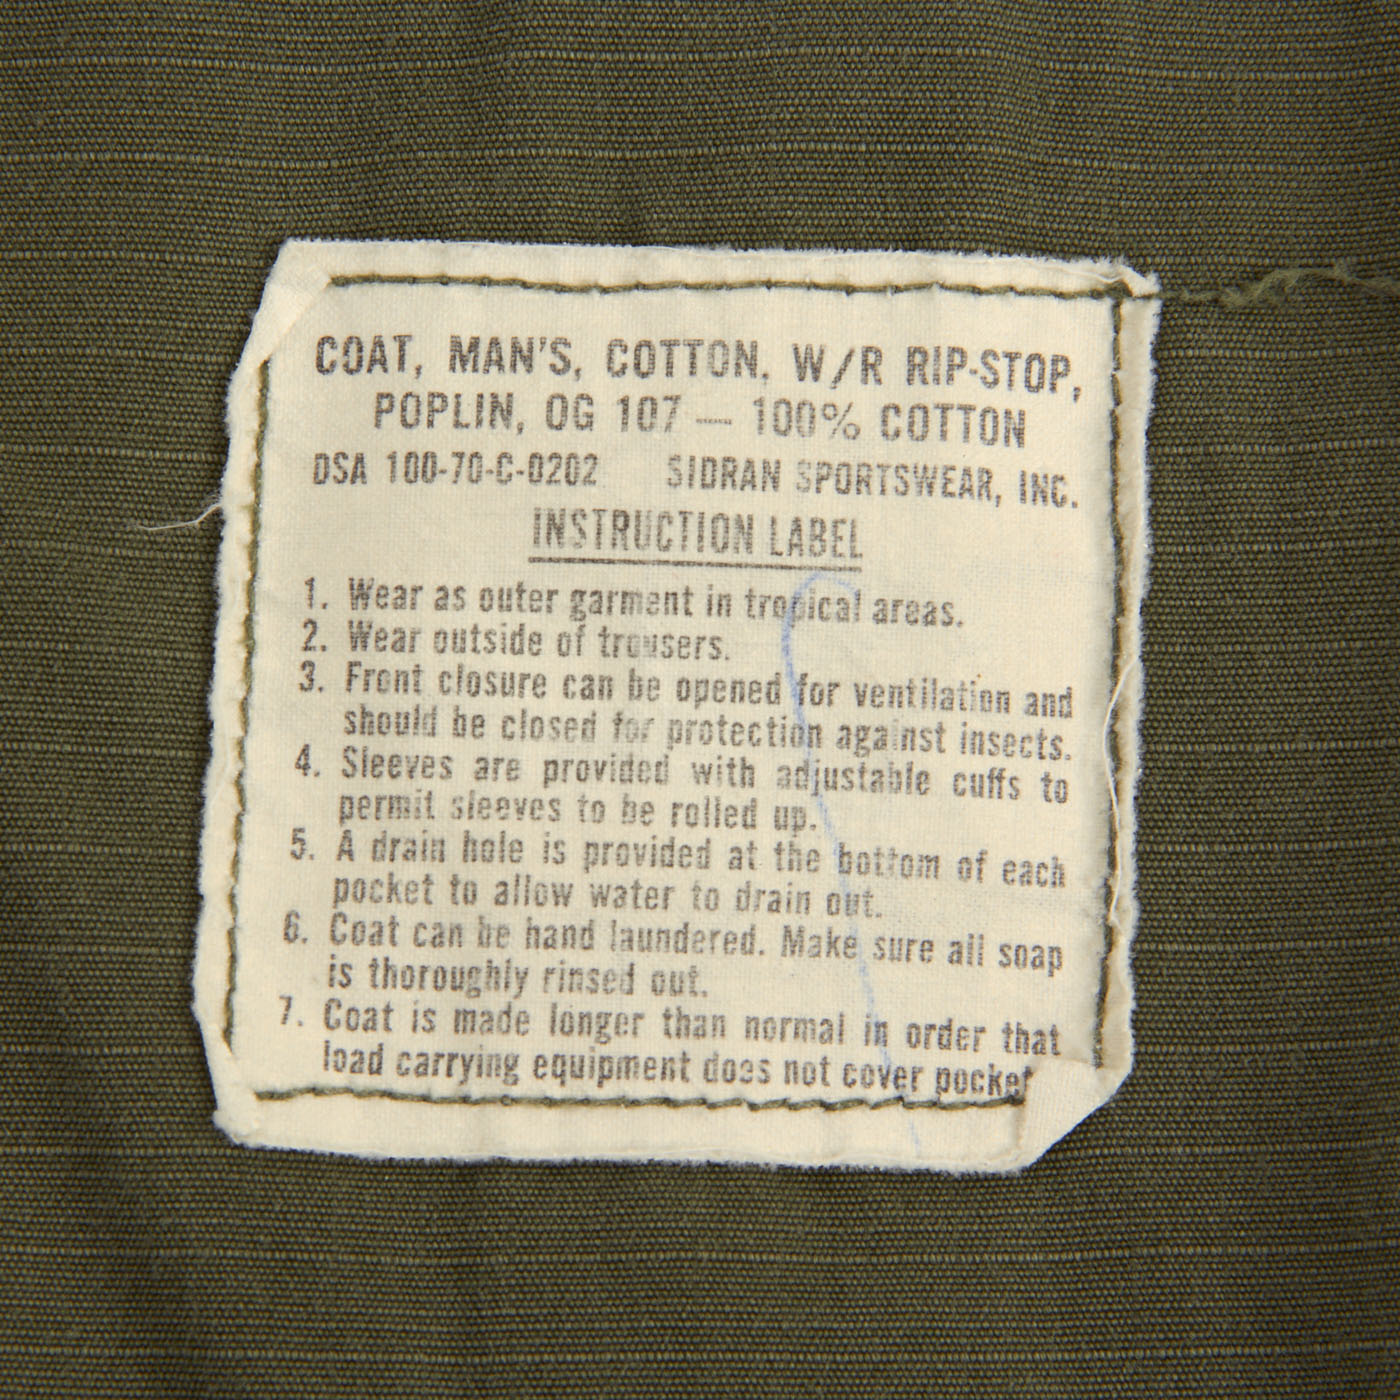 COAT, MAN'S, COTTON, W/R RIP-STOP,
POPLIN, OG 107 — 100% COTTON
DSA 100-70-C-0202 SIDRAN SPORTSWEAR, INC.
INSTRUCTION LABEL
1. Wear as outer garment in tropical areas.
2. Wear outside of trousers.
3. Front closure can be opened for ventilation and
should be closed for protection against insects.
4. Sleeves are provided with adjustable cuffs to
permit sleeves to be rolled up.
5. A drain hole is provided at the bottom of each
pocket to allow water to drain out.
6. Coat can be hand laundered. Make sure all soap
is thoroughly rinsed out.
7. Coat is made longer than normal in order that
load carrying equipment does not cover pocket